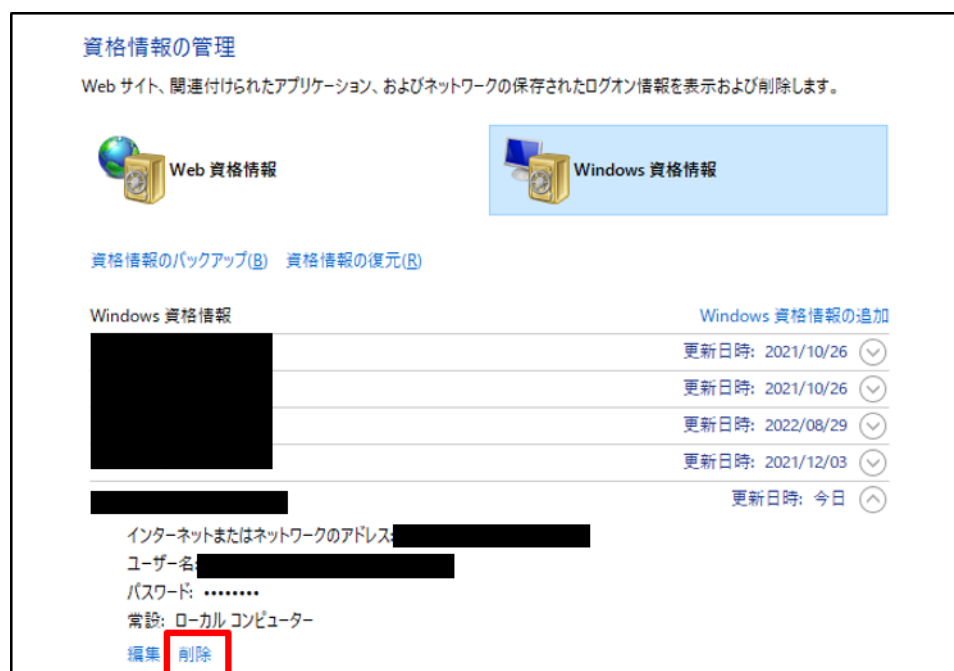 資格情報の管理
Web サイト、関連付けられたアプリケーション、およびネットワークの保存されたログオン情報を表示および削除します。
Web 資格情報
Windows 資格情報
資格情報のバックアップ(B) 資格情報の復元(R)
Windows 資格情報 Windows 資格情報の追加
更新日時: 2021/10/26
更新日時: 2021/10/26
更新日時: 2022/08/29
更新日時: 2021/12/03
更新日時: 今日
インターネットまたはネットワークのアドレス:
ユーザー名:
パスワード: ••••••••
常設: ローカル コンピューター
編集 削除